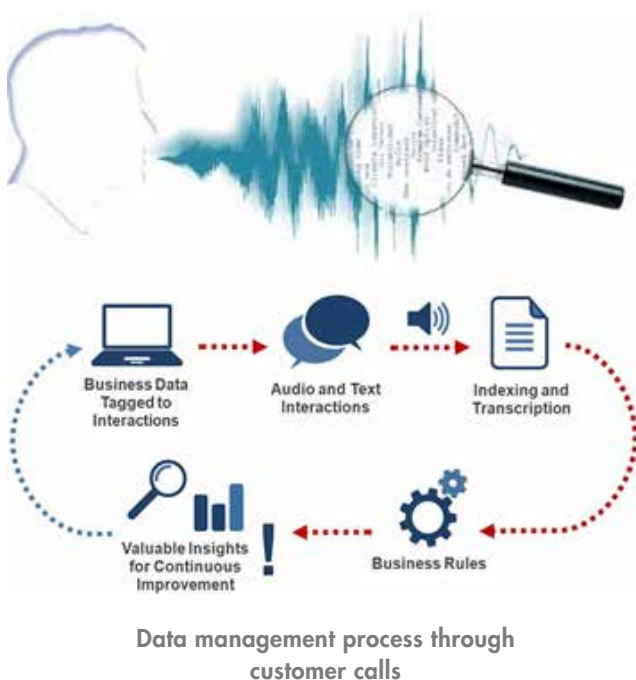 Business Data
Tagged to
Interactions
Audio and Text
Interactions
Indexing and
Transcription
Valuable Insights
for Continuous
Improvement
!
Business Rules
Data management process through
customer calls